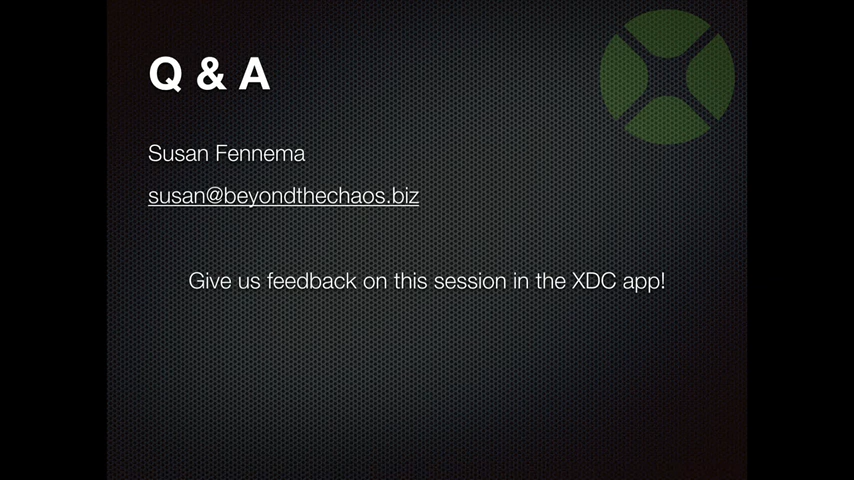 Q & A
Susan Fennema
susan@beyondthechaos.biz
Give us feedback on this session in the XDC app!